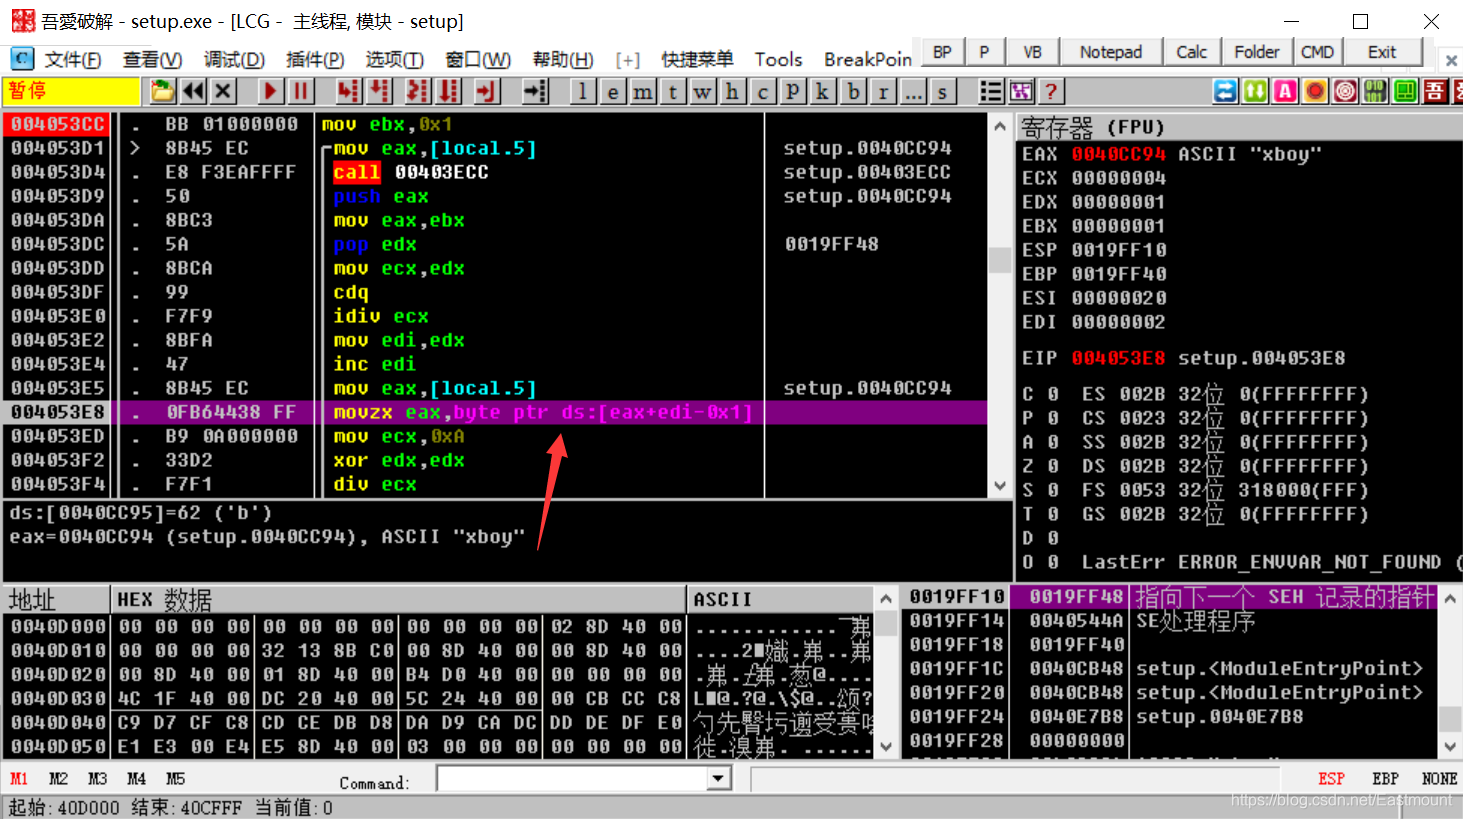 吾愛破解 - setup.exe - [LCG - 主线程, 模块 - setup]
文件(F) 查看(V) 调试(D) 插件(P) 选项(T) 窗口(W) 帮助(H) [+] 快捷菜单 Tools BreakPoin BP P VB Notepad Calc Folder CMD Exit
暂停 l e m t w h c P k b r ... s ?
004053CC . BB 01000000 mov ebx,0x1
004053D1 > 8B45 EC mov eax,[local.5] setup.0040CC94
004053D4 . E8 F3EAFFFF call 00403ECC setup.00403ECC
004053D9 . 50 push eax setup.0040CC94
004053DA . 8BC3 mov eax,ebx
004053DC . 5A pop edx 0019FF48
004053DD . 8BCA mov ecx,edx
004053DF . 99 cdq
004053E0 . F7F9 idiv ecx
004053E2 . 8BFA mov edi,edx
004053E4 . 47 inc edi
004053E5 . 8B45 EC mov eax,[local.5] setup.0040CC94
004053E8 . 0FB64438 FF movzx eax,byte ptr ds:[eax+edi-0x1]
004053ED . B9 0A000000 mov ecx,0xA
004053F2 . 33D2 xor edx,edx
004053F4 . F7F1 div ecx
寄存器 (FPU)
EAX 0040CC94 ASCII "xboy"
ECX 00000004
EDX 00000001
EBX 00000001
ESP 0019FF10
EBP 0019FF40
ESI 00000020
EDI 00000002
EIP 004053E8 setup.004053E8
C 0 ES 002B 32位 0(FFFFFFFF)
P 0 CS 0023 32位 0(FFFFFFFF)
A 0 SS 002B 32位 0(FFFFFFFF)
Z 0 DS 002B 32位 0(FFFFFFFF)
S 0 FS 0053 32位 318000(FFF)
T 0 GS 002B 32位 0(FFFFFFFF)
D 0
O 0 LastErr ERROR_ENVVAR_NOT_FOUND (
ds:[0040CC95]=62 ('b')
eax=0040CC94 (setup.0040CC94), ASCII "xboy"
地址 HEX 数据 ASCII
0040D000 00 00 00 00 00 00 00 00 00 00 00 00 02 8D 40 00
0040D010 00 00 00 00 32 13 8B C0 00 8D 40 00 00 8D 40 00
0040D020 00 8D 40 00 01 8D 40 00 B4 D0 40 00 00 00 00 00
0040D030 4C 1F 40 00 DC 20 40 00 5C 24 40 00 00 CB CC C8
0040D040 C9 D7 CF C8 CD CE DB D8 DA D9 CA DC DD DE DF E0
0040D050 E1 E3 00 E4 E5 8D 40 00 03 00 00 00 00 00 00 00
0019FF10 0019FF48 指向下一个 SEH 记录的指针
0019FF14 0040544A SE处理程序
0019FF18 0019FF40
0019FF1C 0040CB48 setup.<ModuleEntryPoint>
0019FF20 0040CB48 setup.<ModuleEntryPoint>
0019FF24 0040E7B8 setup.0040E7B8
0019FF28 00000000
M1 M2 M3 M4 M5 Command: ESP EBP NONE
起始: 40D000 结束: 40CFFF 当前值: 0
https://blog.csdn.net/Eastmount